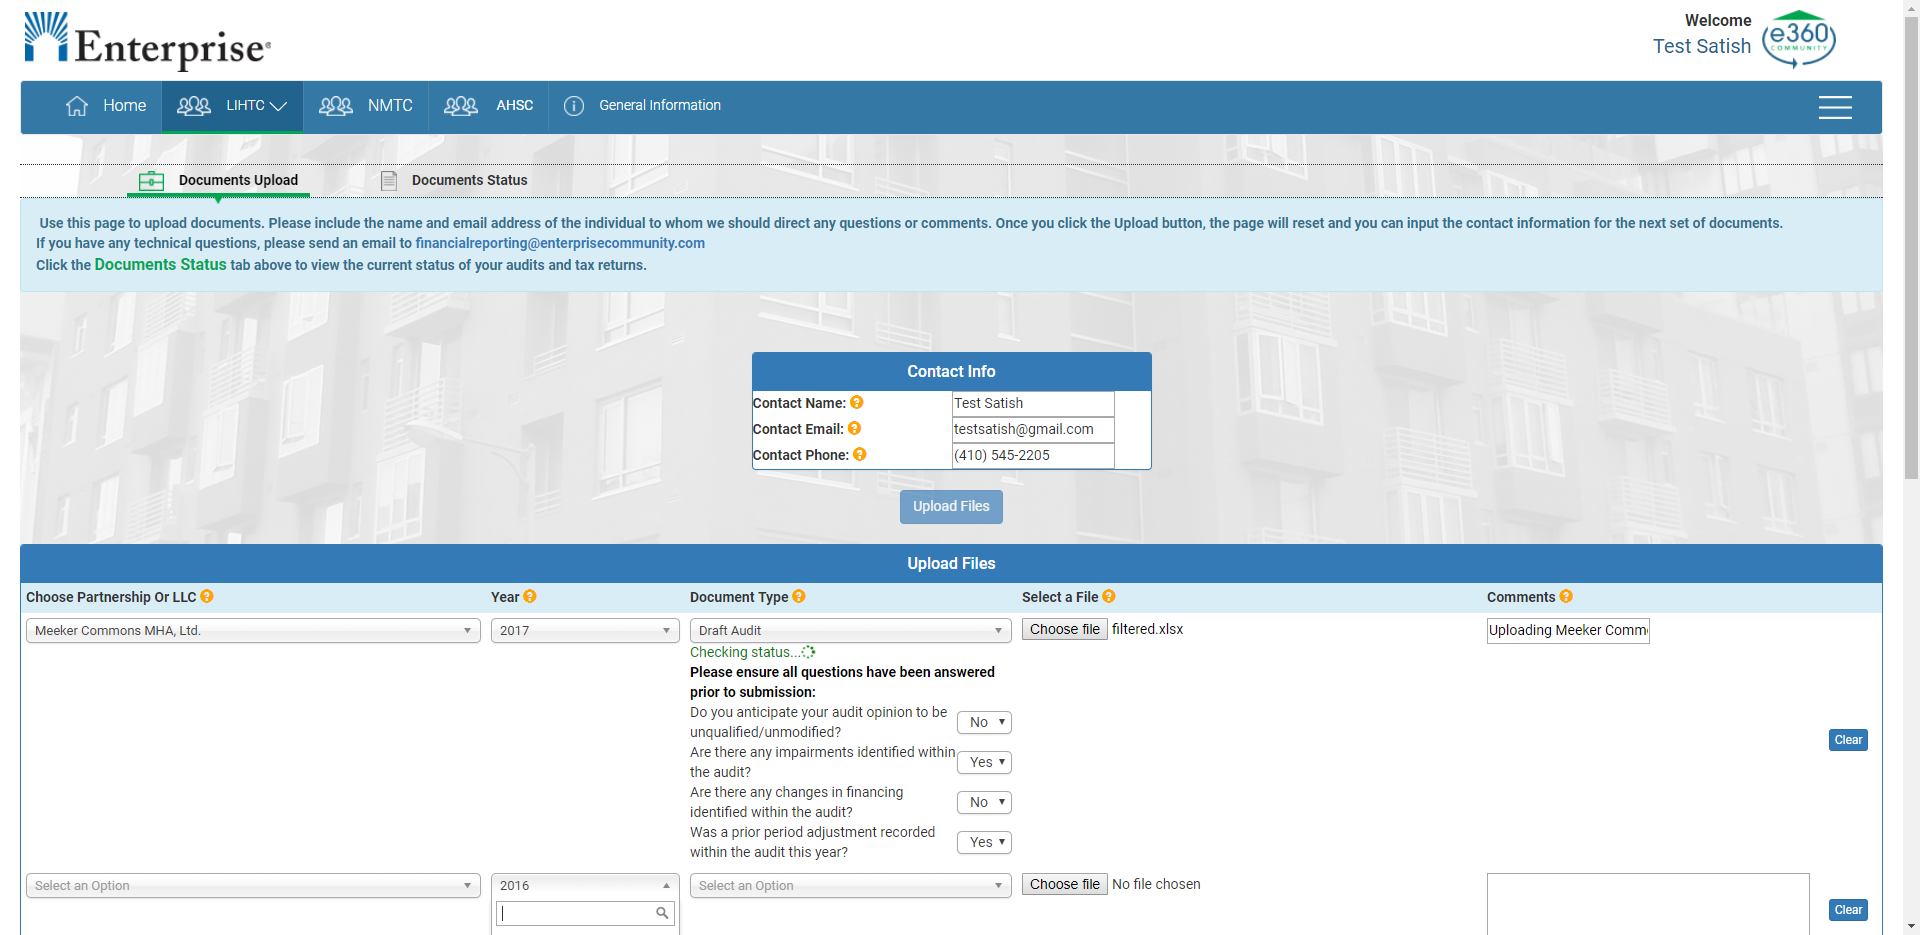 Enterprise®
Welcome
Test Satish
e360
COMMUNITY
Home
LIHTC
NMTC
AHSC
General Information
Documents Upload
Documents Status
Use this page to upload documents. Please include the name and email address of the individual to whom we should direct any questions or comments. Once you click the Upload button, the page will reset and you can input the contact information for the next set of documents.
If you have any technical questions, please send an email to financialreporting@enterprisecommunity.com
Click the Documents Status tab above to view the current status of your audits and tax returns.
Contact Info
Contact Name: ? Test Satish
Contact Email: ? testsatish@gmail.com
Contact Phone: ? (410) 545-2205
Upload Files
Upload Files
Choose Partnership Or LLC ? Year ? Document Type ? Select a File ? Comments ?
Meeker Commons MHA, Ltd. 2017 Draft Audit Choose file filtered.xlsx Uploading Meeker Comm
Checking status...
Please ensure all questions have been answered
prior to submission:
Do you anticipate your audit opinion to be
unqualified/unmodified? No
Are there any impairments identified within
the audit? Yes
Clear
Are there any changes in financing
identified within the audit? No
Was a prior period adjustment recorded
within the audit this year? Yes
Select an Option 2016 Select an Option Choose file No file chosen
Clear